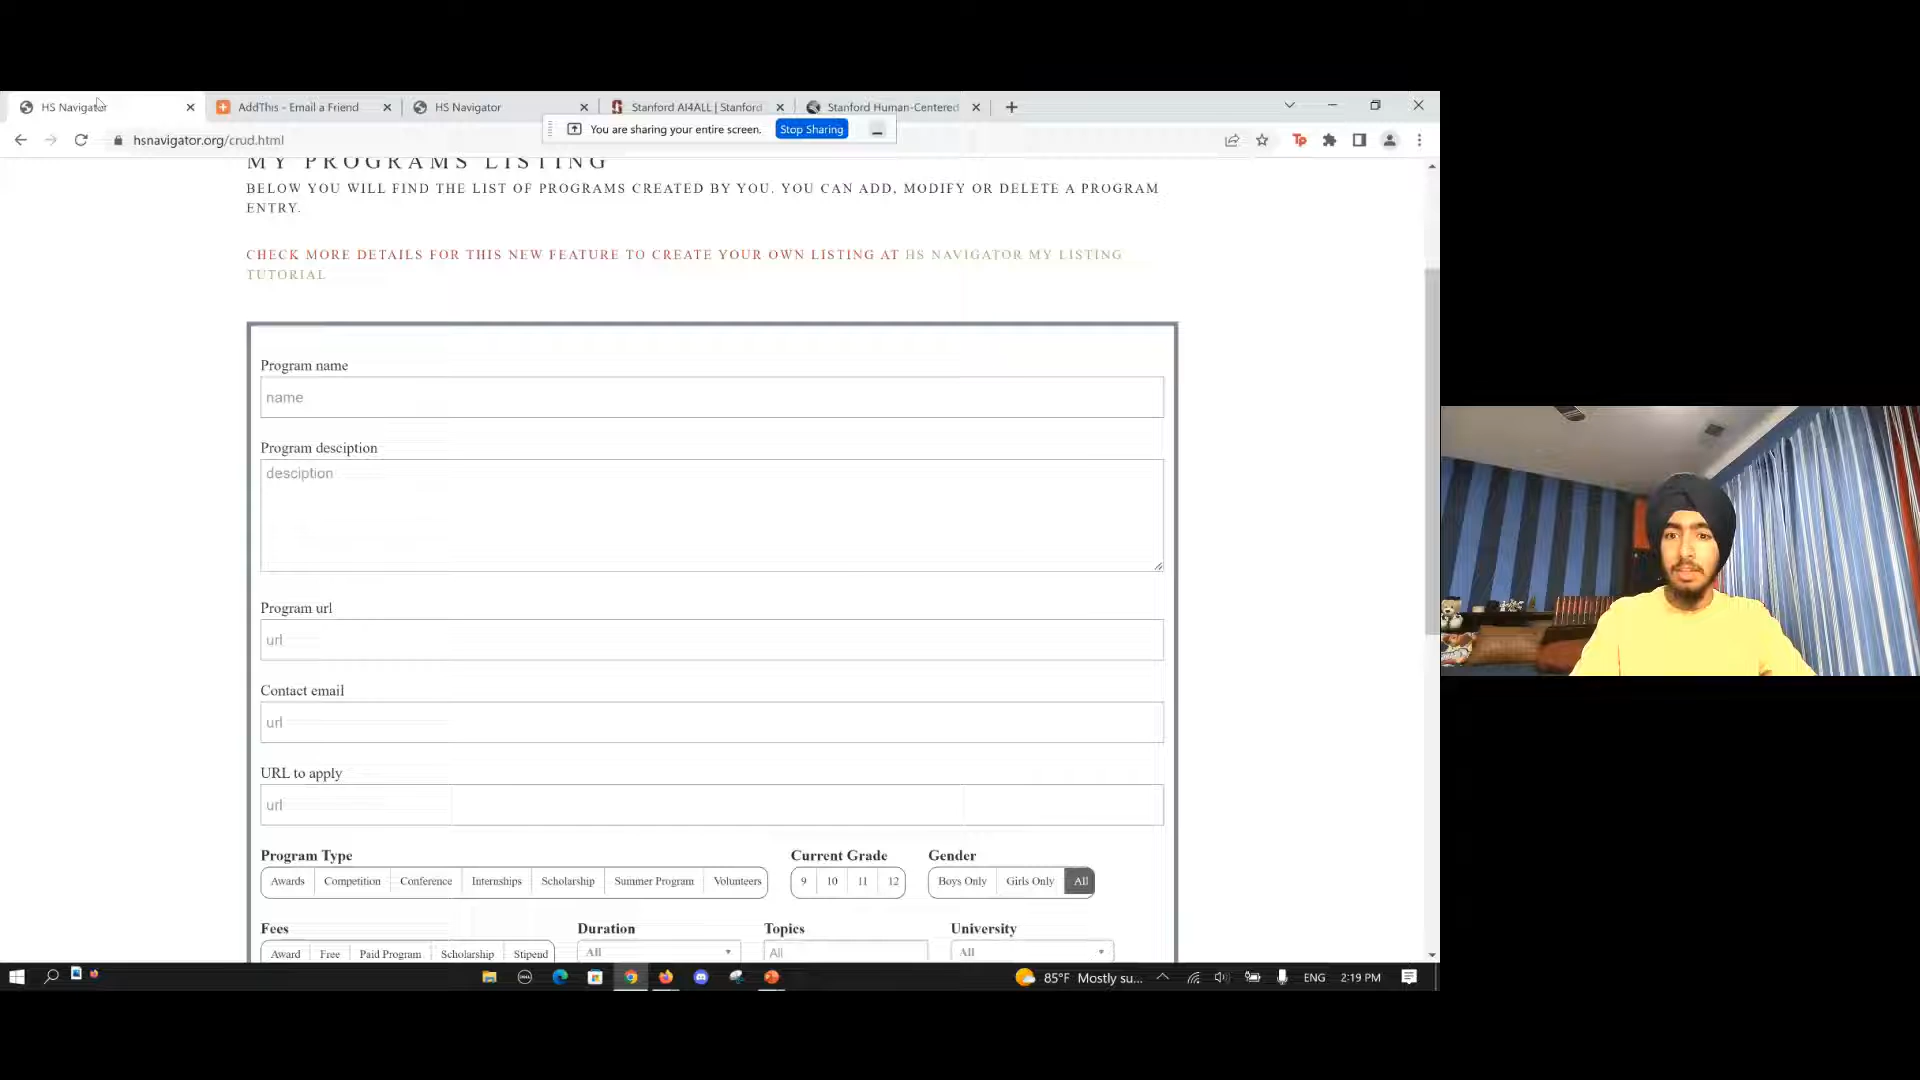 HS Navigator
AddThis - Email a Friend
HS Navigator
Stanford AI4ALL | Stanford
Stanford Human-Centered
You are sharing your entire screen.
Stop Sharing
hsnavigator.org/crud.html
MY PROGRAMS LISTING
BELOW YOU WILL FIND THE LIST OF PROGRAMS CREATED BY YOU. YOU CAN ADD, MODIFY OR DELETE A PROGRAM
ENTRY.
CHECK MORE DETAILS FOR THIS NEW FEATURE TO CREATE YOUR OWN LISTING AT HS NAVIGATOR MY LISTING
TUTORIAL
Program name
name
Program desciption
desciption
Program url
url
Contact email
url
URL to apply
url
Program Type Current Grade Gender
Awards Competition Conference Internships Scholarship Summer Program Volunteers 9 10 11 12 Boys Only Girls Only All
Fees Duration Topics University
Award Free Paid Program Scholarship Stipend All All All
85°F Mostly su... ENG 2:19 PM